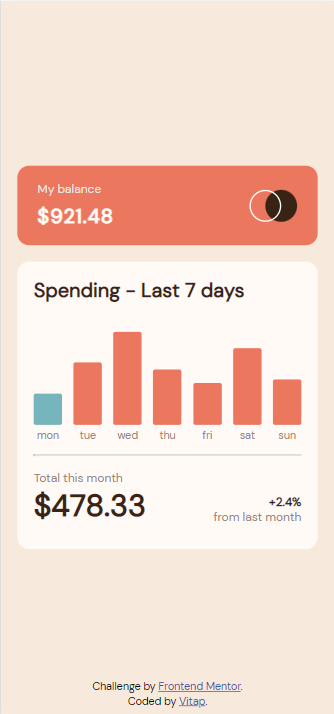 My balance
$921.48
Spending - Last 7 days
mon tue wed thu fri sat sun
Total this month
$478.33
+2.4%
from last month
Challenge by Frontend Mentor.
Coded by Vitap.